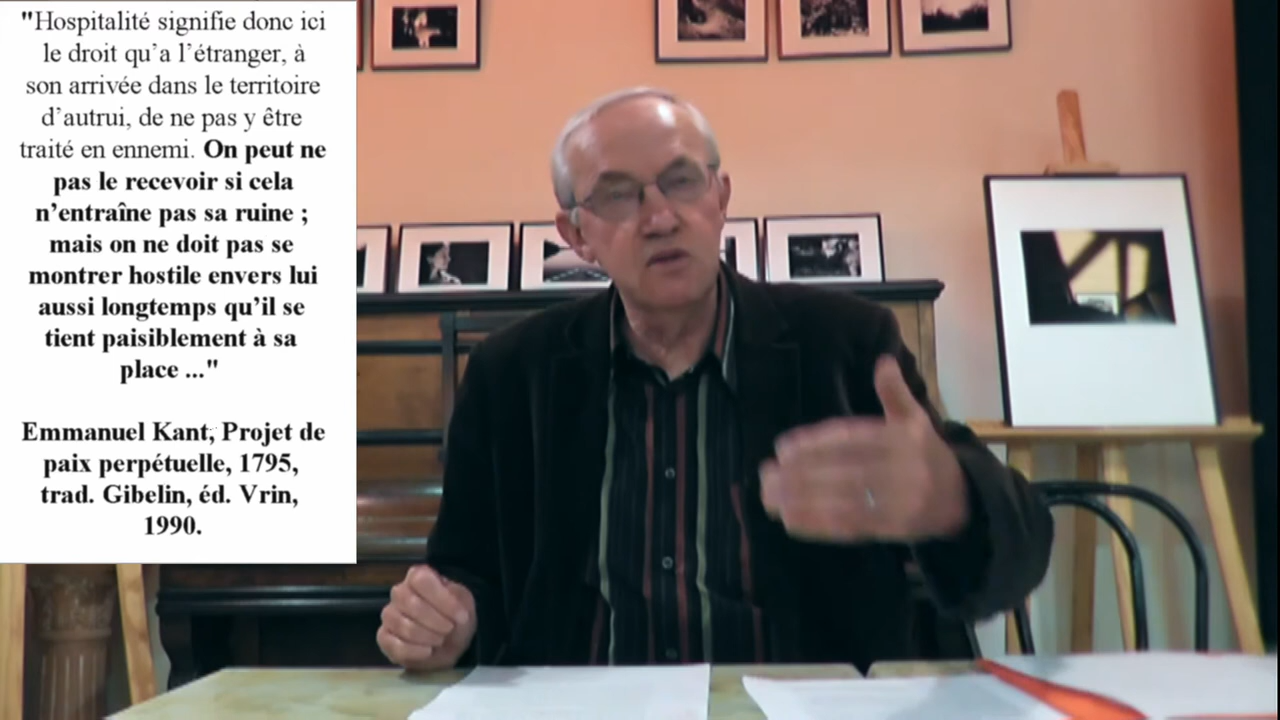 "Hospitalité signifie donc ici
le droit qu'a l'étranger, à
son arrivée dans le territoire
d'autrui, de ne pas y être
traité en ennemi. On peut ne
pas le recevoir si cela
n'entraîne pas sa ruine ;
mais on ne doit pas se
montrer hostile envers lui
aussi longtemps qu'il se
tient paisiblement à sa
place ..."
Emmanuel Kant, Projet de
paix perpétuelle, 1795,
trad. Gibelin, éd. Vrin,
1990.